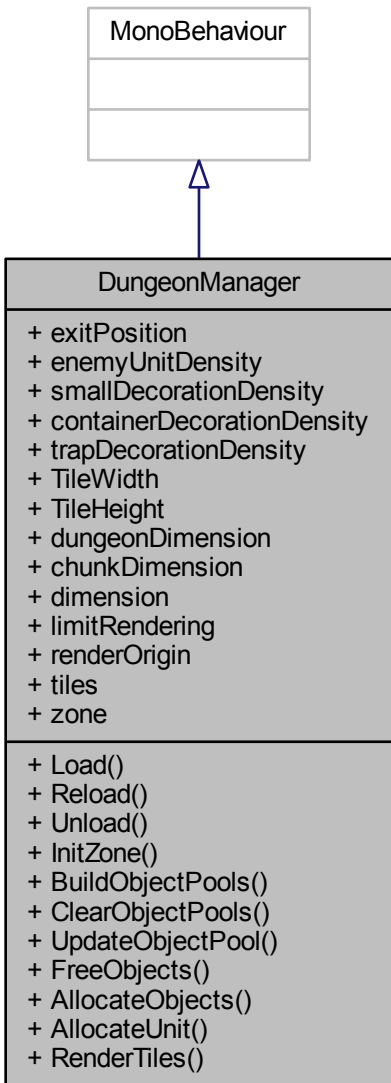 MonoBehaviour
DungeonManager
+ exitPosition
+ enemyUnitDensity
+ smallDecorationDensity
+ containerDecorationDensity
+ trapDecorationDensity
+ TileWidth
+ TileHeight
+ dungeonDimension
+ chunkDimension
+ dimension
+ limitRendering
+ renderOrigin
+ tiles
+ zone
+ Load()
+ Reload()
+ Unload()
+ InitZone()
+ BuildObjectPools()
+ ClearObjectPools()
+ UpdateObjectPool()
+ FreeObjects()
+ AllocateObjects()
+ AllocateUnit()
+ RenderTiles()